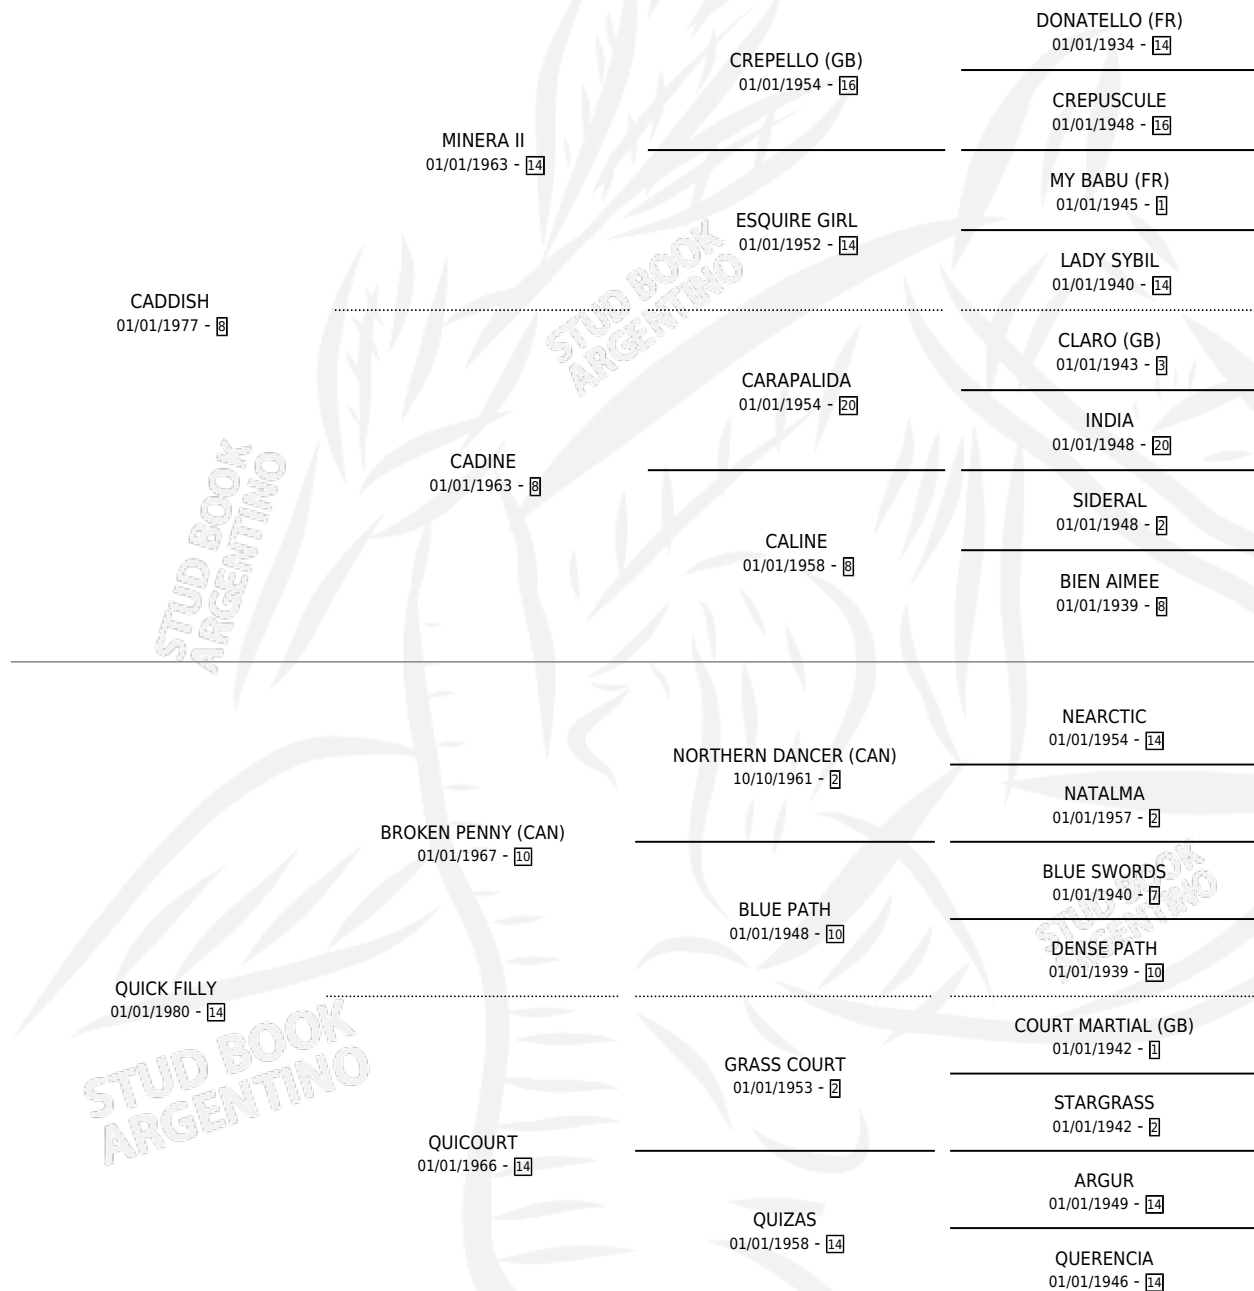 DONATELLO (FR)
01/01/1934 - 14
CREPELLO (GB)
01/01/1954 - 16
CREPUSCULE
01/01/1948 - 16
MINERA II
01/01/1963 - 14
MY BABU (FR)
01/01/1945 - 1
ESQUIRE GIRL
01/01/1952 - 14
LADY SYBIL
01/01/1940 - 14
CADDISH
01/01/1977 - 8
CLARO (GB)
01/01/1943 - 3
CARAPALIDA
01/01/1954 - 20
INDIA
01/01/1948 - 20
CADINE
01/01/1963 - 8
SIDERAL
01/01/1948 - 2
CALINE
01/01/1958 - 8
BIEN AIMEE
01/01/1939 - 8
NEARCTIC
01/01/1954 - 14
NORTHERN DANCER (CAN)
10/10/1961 - 2
NATALMA
01/01/1957 - 2
BROKEN PENNY (CAN)
01/01/1967 - 10
BLUE SWORDS
01/01/1940 - 7
BLUE PATH
01/01/1948 - 10
DENSE PATH
01/01/1939 - 10
QUICK FILLY
01/01/1980 - 14
COURT MARTIAL (GB)
01/01/1942 - 1
GRASS COURT
01/01/1953 - 2
STARGRASS
01/01/1942 - 2
QUICOURT
01/01/1966 - 14
ARGUR
01/01/1949 - 14
QUIZAS
01/01/1958 - 14
QUERENCIA
01/01/1946 - 14
STUD BOOK
ARGENTINO
STUD BOOK
ARGENTINO
STUD BOOK
ARGENTINO
STUD BOOK
ARGENTINO